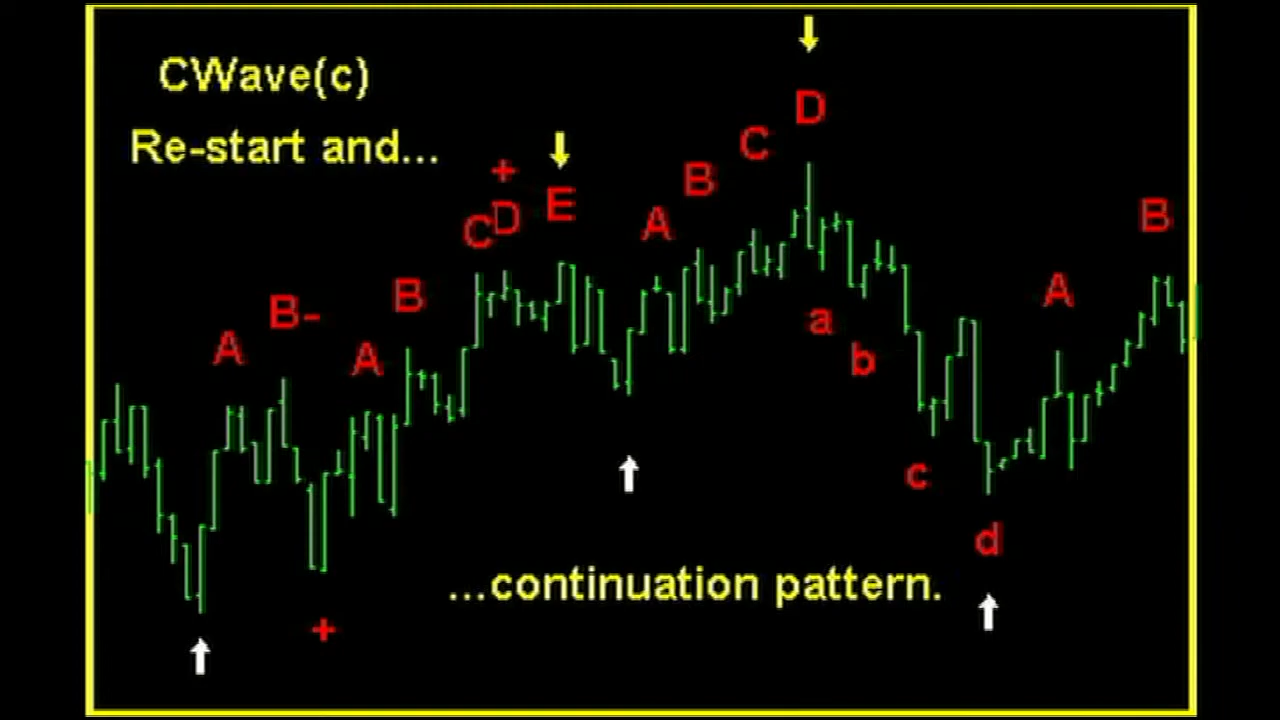 CWave(c)
Re-start and...
A
B-
+
A
B
C
D
+
E
A
B
C
D
a
b
c
d
A
B
...continuation pattern.